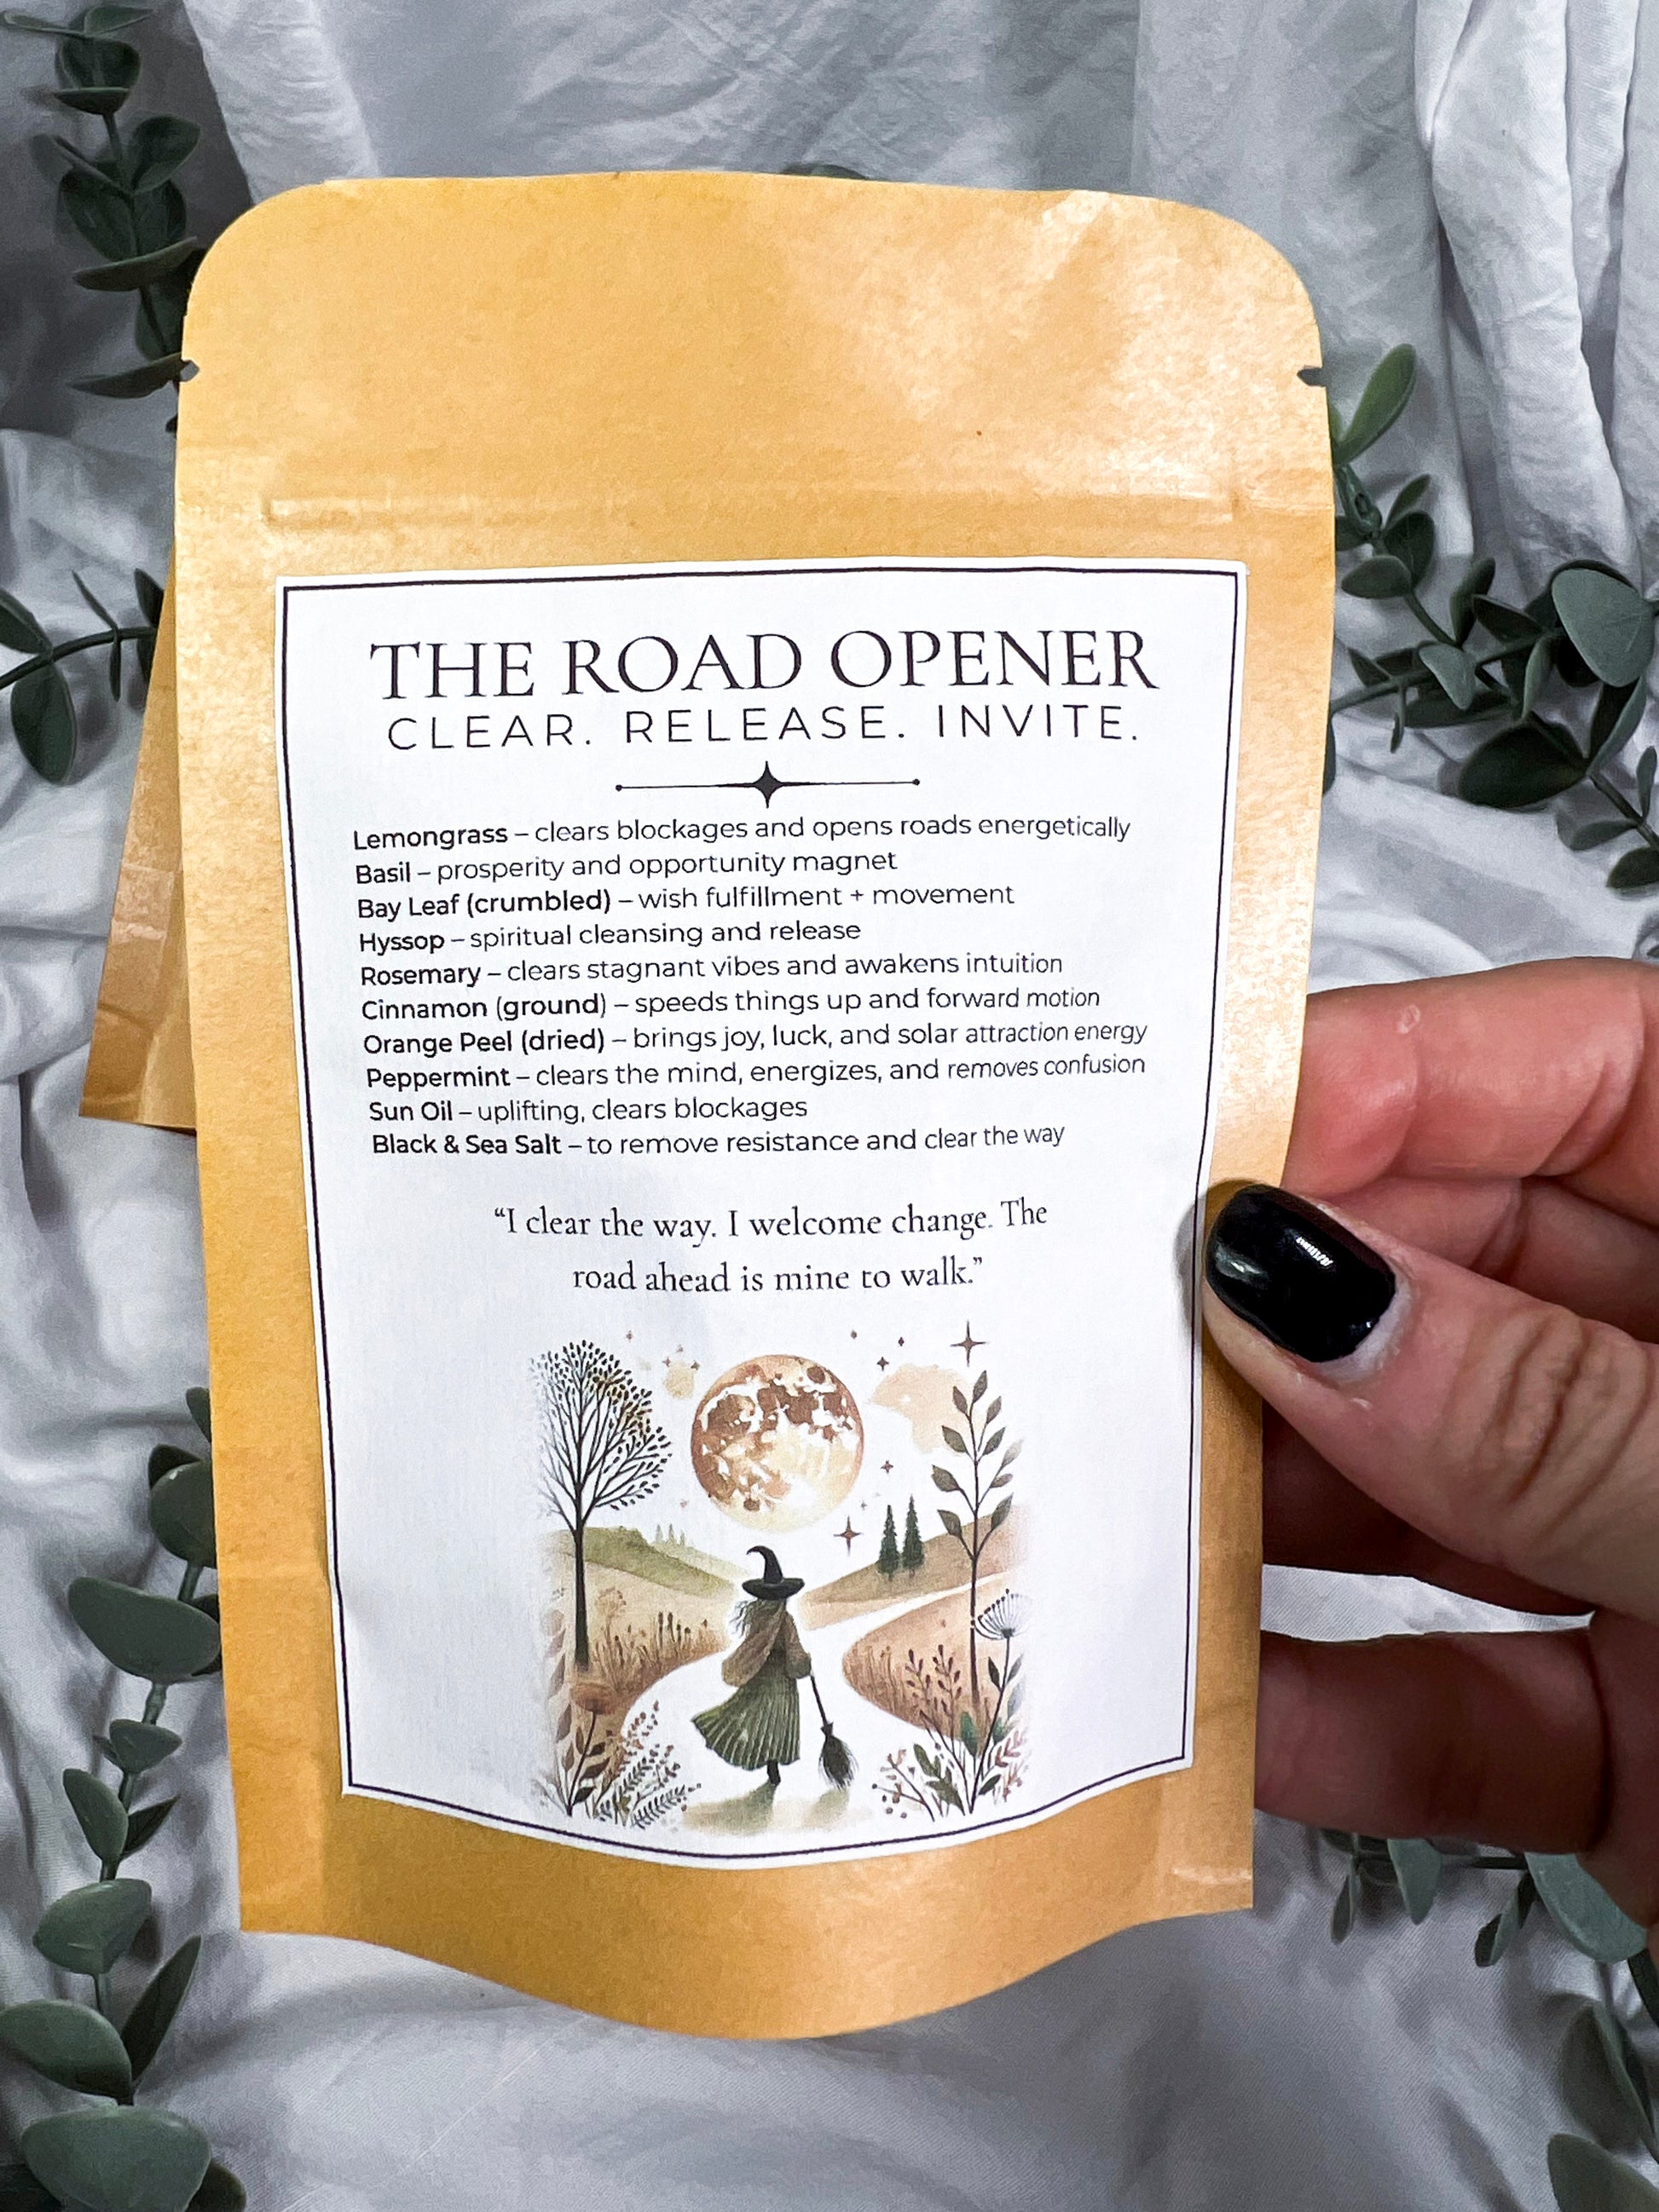 THE ROAD OPENER
CLEAR. RELEASE. INVITE.
Lemongrass – clears blockages and opens roads energetically
Basil – prosperity and opportunity magnet
Bay Leaf (crumbled) – wish fulfillment + movement
Hyssop – spiritual cleansing and release
Rosemary – clears stagnant vibes and awakens intuition
Cinnamon (ground) – speeds things up and forward motion
Orange Peel (dried) – brings joy, luck, and solar attraction energy
Peppermint – clears the mind, energizes, and removes confusion
Sun Oil – uplifting, clears blockages
Black & Sea Salt – to remove resistance and clear the way
“I clear the way. I welcome change. The
road ahead is mine to walk.”